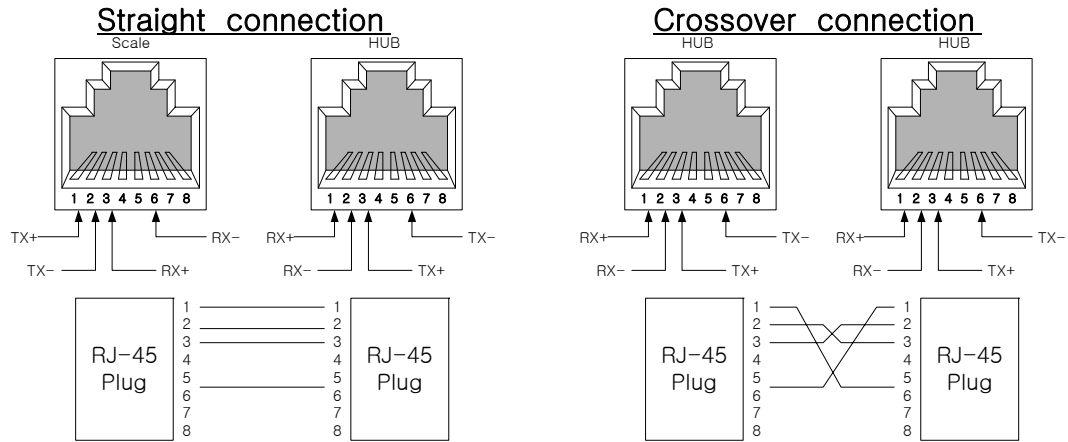 Straight connection
Scale HUB
1 2 3 4 5 6 7 8
1 2 3 4 5 6 7 8
TX+ RX- RX+ TX-
TX- RX+ RX- TX+
1 1
2 2
3 3
4 4
5 5
6 6
7 7
8 8
RJ-45
Plug
RJ-45
Plug
Crossover connection
HUB HUB
1 2 3 4 5 6 7 8
1 2 3 4 5 6 7 8
RX+ TX- RX+ TX-
RX- TX+ RX- TX+
1 1
2 2
3 3
4 4
5 5
6 6
7 7
8 8
RJ-45
Plug
RJ-45
Plug